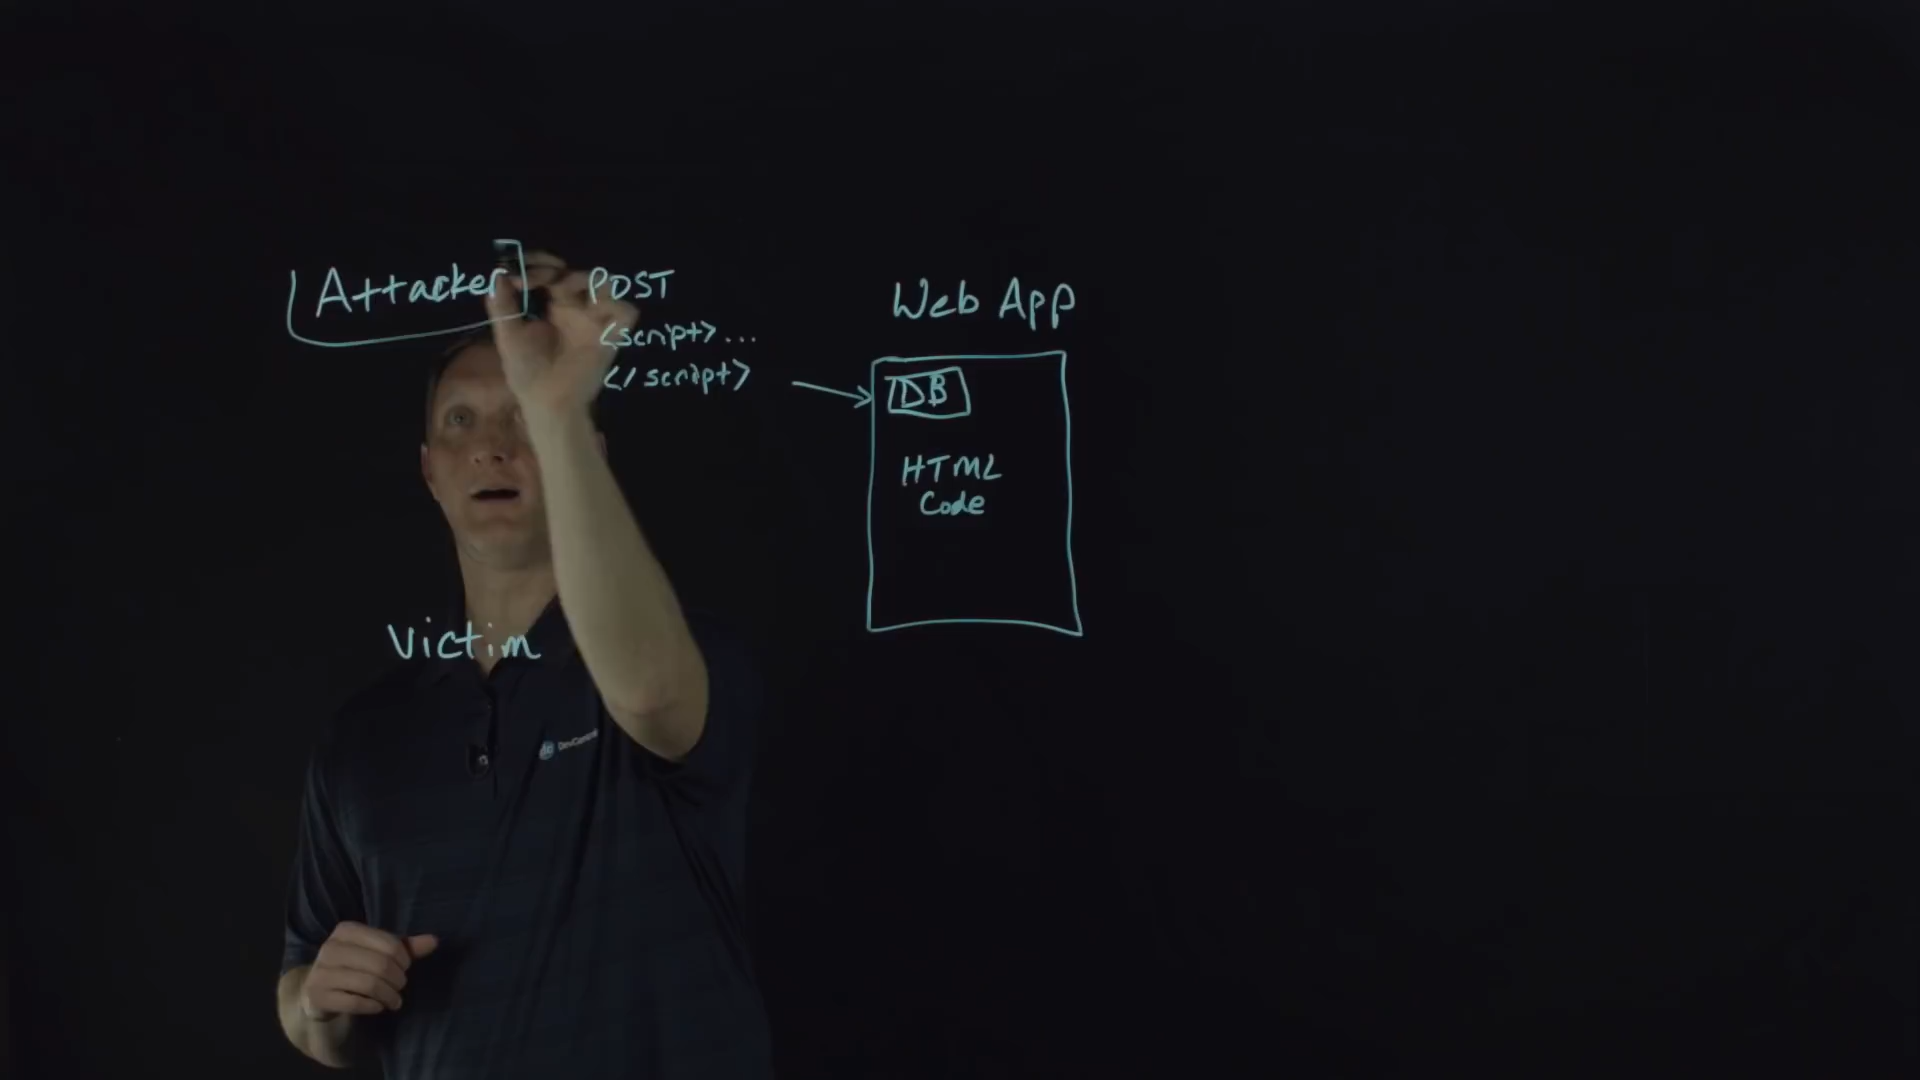 Attacker
POST
<script>...
</script>
Web App
DB
HTML
Code
Victim